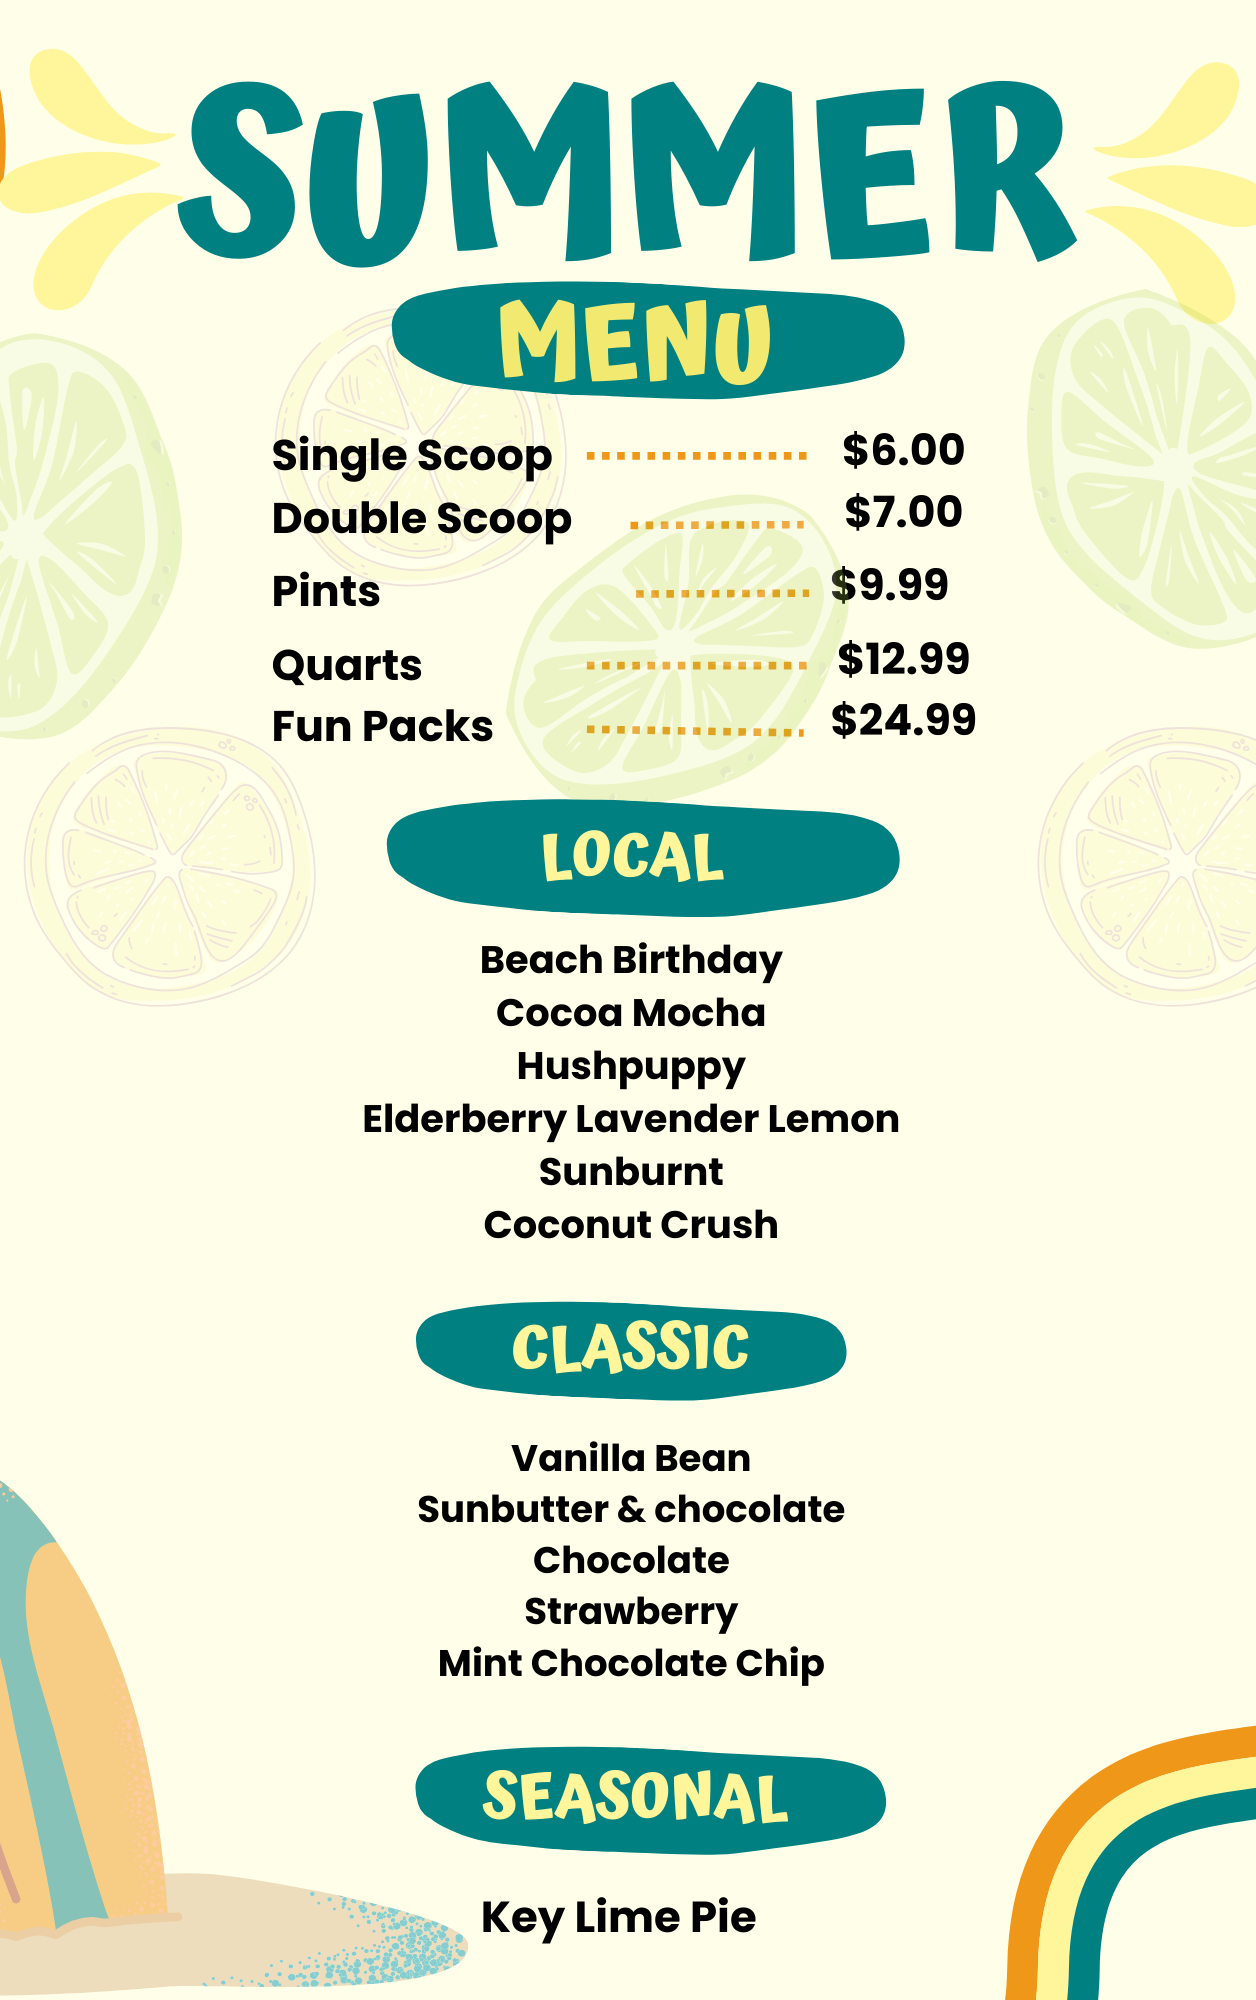 SUMMER
MENU
Single Scoop $6.00
Double Scoop $7.00
Pints $9.99
Quarts $12.99
Fun Packs $24.99
LOCAL
Beach Birthday
Cocoa Mocha
Hushpuppy
Elderberry Lavender Lemon
Sunburnt
Coconut Crush
CLASSIC
Vanilla Bean
Sunbutter & chocolate
Chocolate
Strawberry
Mint Chocolate Chip
SEASONAL
Key Lime Pie